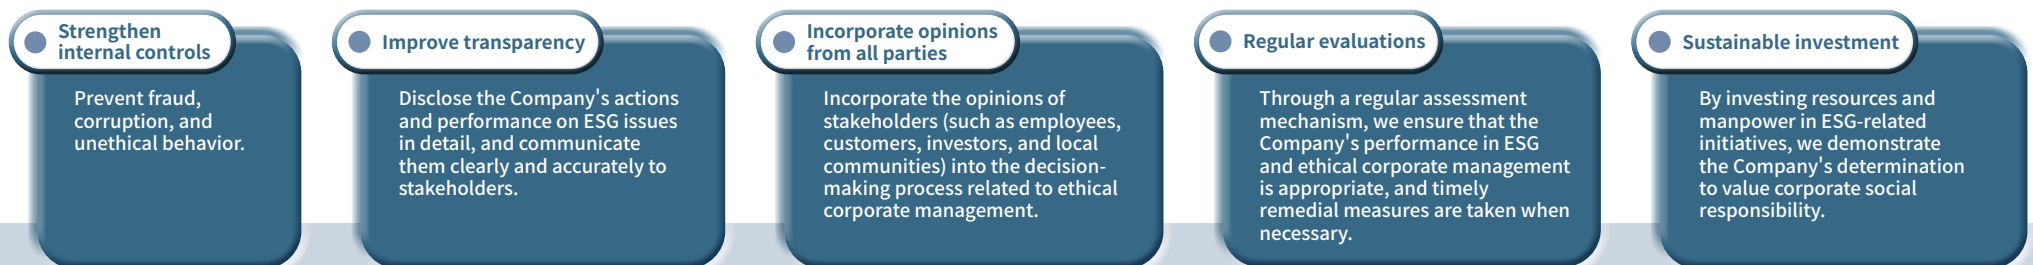 Strengthen
internal controls
Prevent fraud,
corruption, and
unethical behavior.
Improve transparency
Disclose the Company's actions
and performance on ESG issues
in detail, and communicate
them clearly and accurately to
stakeholders.
Incorporate opinions
from all parties
Incorporate the opinions of
stakeholders (such as employees,
customers, investors, and local
communities) into the decision-
making process related to ethical
corporate management.
Regular evaluations
Through a regular assessment
mechanism, we ensure that the
Company's performance in ESG
and ethical corporate management
is appropriate, and timely
remedial measures are taken when
necessary.
Sustainable investment
By investing resources and
manpower in ESG-related
initiatives, we demonstrate
the Company's determination
to value corporate social
responsibility.